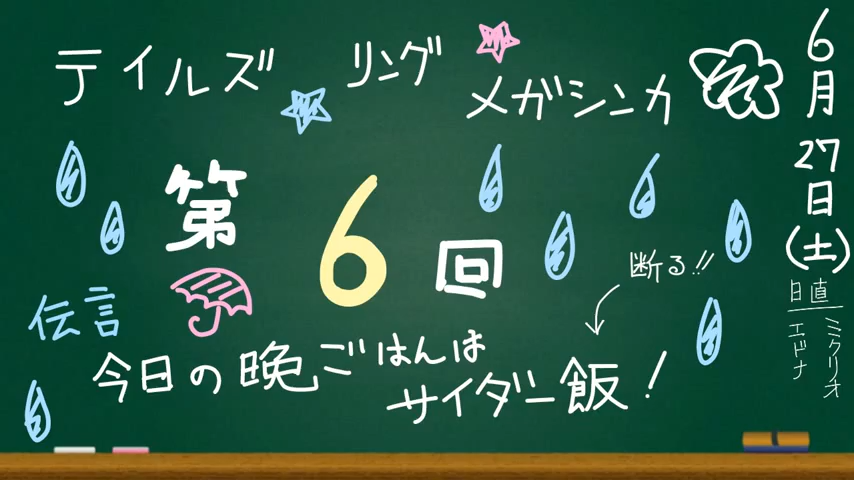 テイルズ リング メガシンカ
第6回
伝言
今日の晩ごはんは
サイダー飯!
断る!!
6月27日(土)
日直
ミクリオ
エドナ